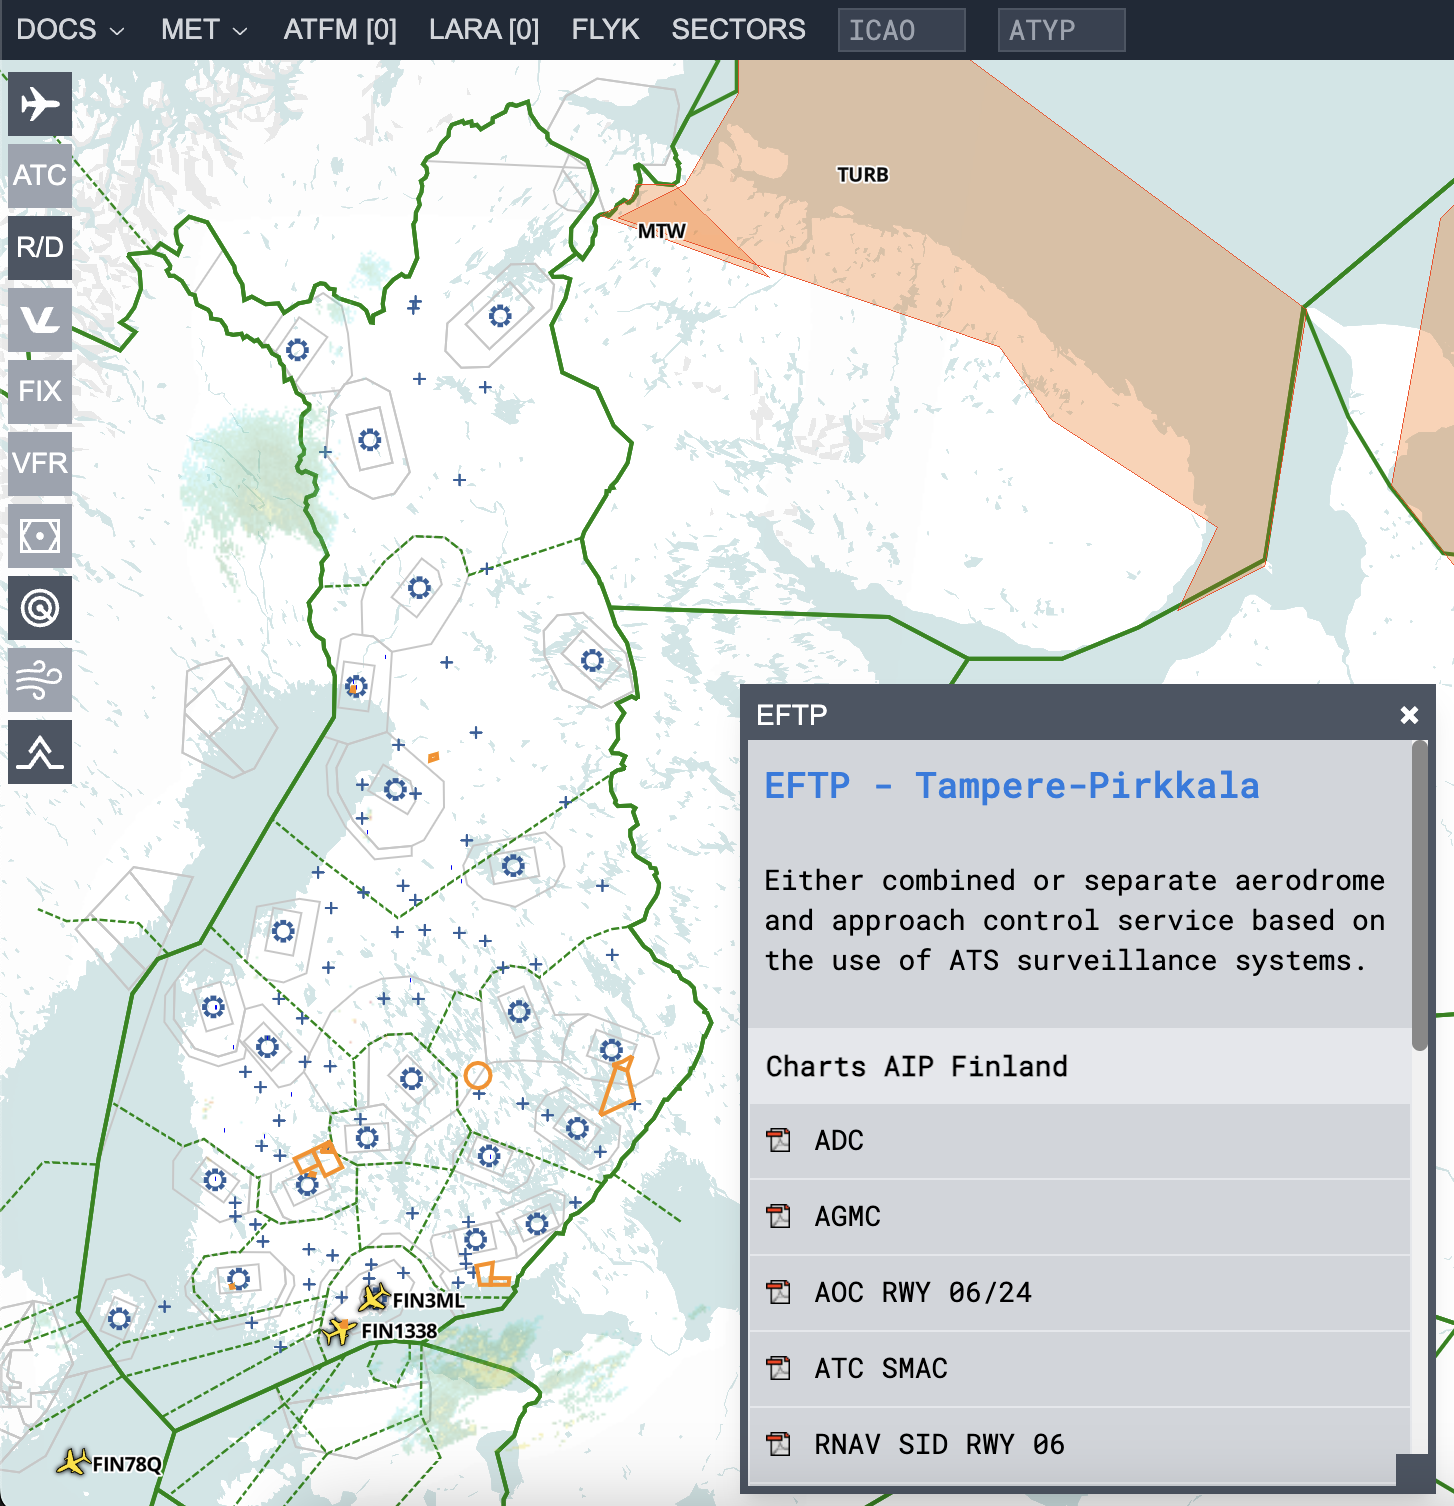 DOCS MET ATFM [0] LARA [0] FLYK SECTORS ICAO ATYP
ATC
R/D
FIX
VFR
TURB
MTW
FIN3ML
FIN1338
FIN78Q
EFTP
EFTP - Tampere-Pirkkala
Either combined or separate aerodrome
and approach control service based on
the use of ATS surveillance systems.
Charts AIP Finland
ADC
AGMC
AOC RWY 06/24
ATC SMAC
RNAV SID RWY 06